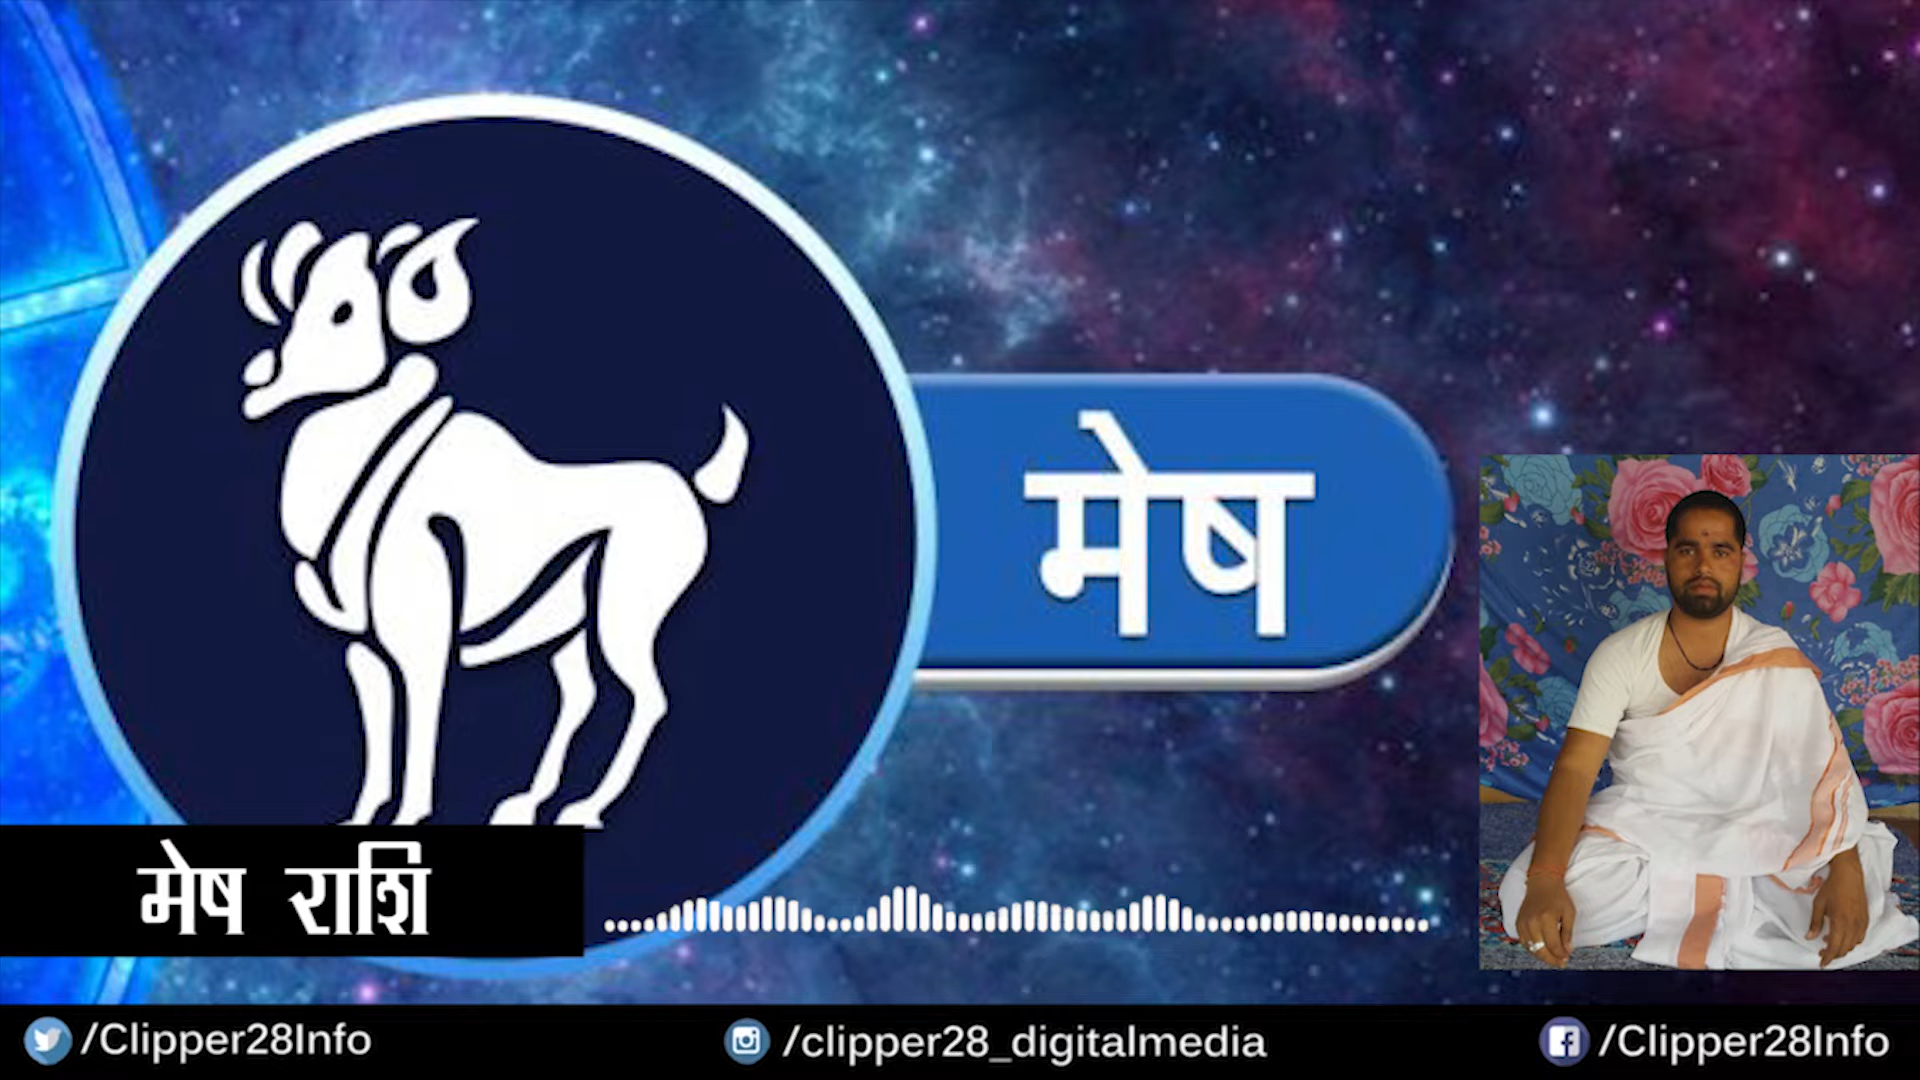 मेष
मेष राशि
/Clipper28Info
/clipper28_digitalmedia
/Clipper28Info